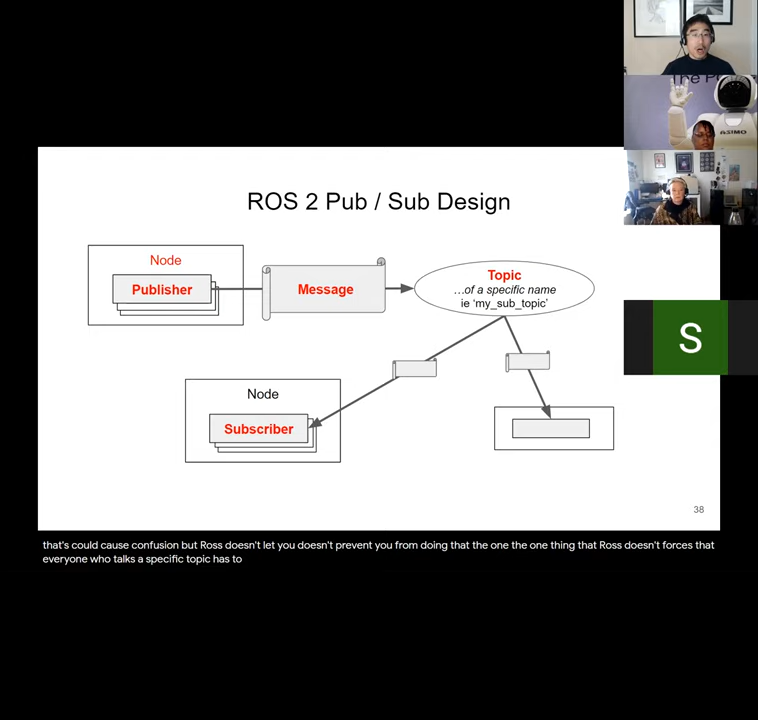 The P
ASIMO
ROS 2 Pub / Sub Design
Node
Publisher
Message
Topic
...of a specific name
ie 'my_sub_topic'
S
Node
Subscriber
38
that's could cause confusion but Ross doesn't let you doesn't prevent you from doing that the one the one thing that Ross doesn't forces that
everyone who talks a specific topic has to